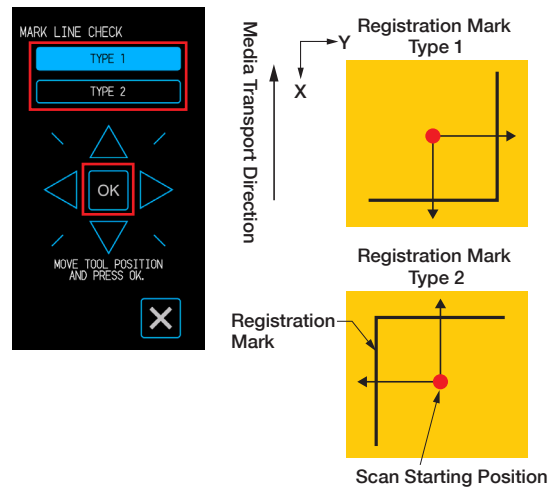 MARK LINE CHECK
TYPE 1
TYPE 2
OK
MOVE TOOL POSITION
AND PRESS OK.
Media Transport Direction
Y
X
Registration Mark
Type 1
Registration Mark
Type 2
Registration
Mark
Scan Starting Position